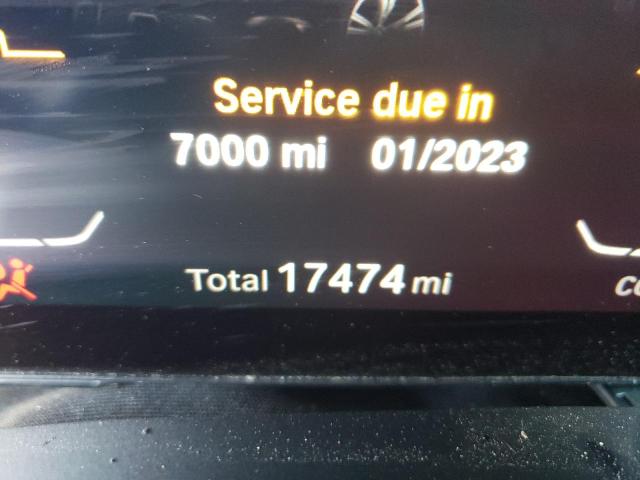 Service due in
7000 mi 01/2023
Total 17474 mi